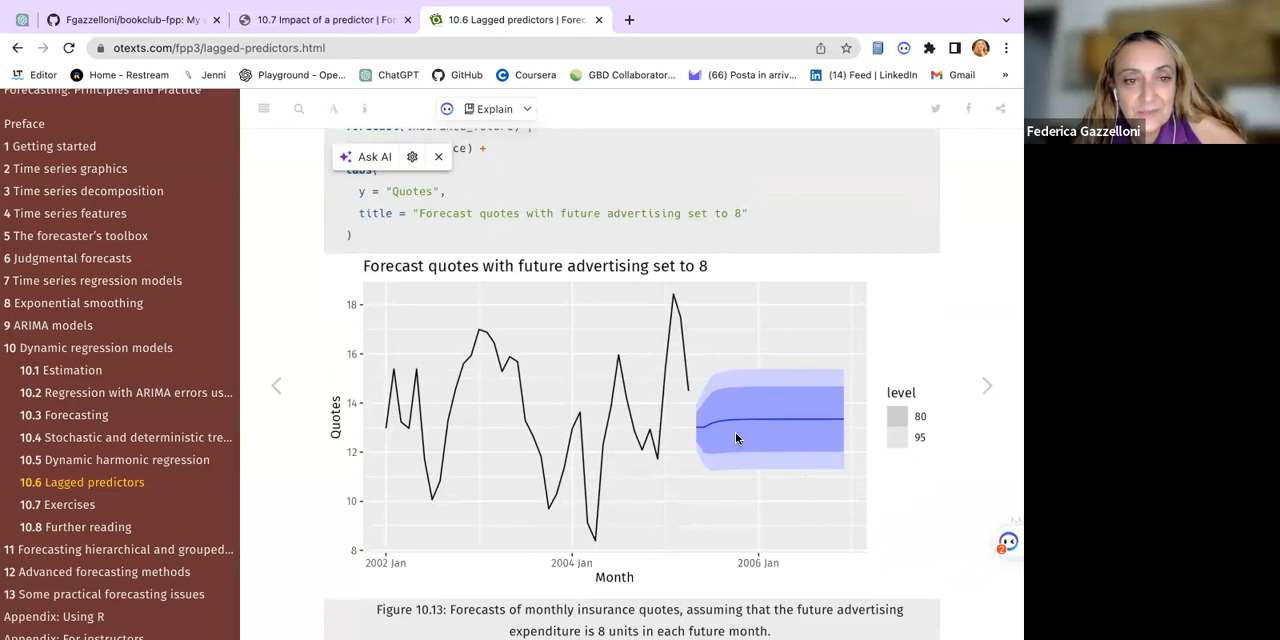 Fgazzelloni/bookclub-fpp: My
10.7 Impact of a predictor | For
10.6 Lagged predictors | Forec
otexts.com/fpp3/lagged-predictors.html
Editor
Home - Restream
Jenni
Playground - Ope...
ChatGPT
GitHub
Coursera
GBD Collaborator...
(66) Posta in arriv...
(14) Feed | LinkedIn
Gmail
»
Forecasting: Principles and Practice
Preface
1 Getting started
2 Time series graphics
3 Time series decomposition
4 Time series features
5 The forecaster's toolbox
6 Judgmental forecasts
7 Time series regression models
8 Exponential smoothing
9 ARIMA models
10 Dynamic regression models
10.1 Estimation
10.2 Regression with ARIMA errors us...
10.3 Forecasting
10.4 Stochastic and deterministic tre...
10.5 Dynamic harmonic regression
10.6 Lagged predictors
10.7 Exercises
10.8 Further reading
11 Forecasting hierarchical and grouped...
12 Advanced forecasting methods
13 Some practical forecasting issues
Appendix: Using R
Appendix: For instructors
Explain
forecast(insurance_future) +
ce) +
Ask AI
labs(
y = "Quotes",
title = "Forecast quotes with future advertising set to 8"
)
Forecast quotes with future advertising set to 8
18
16
14
12
10
8
Quotes
2002 Jan
2004 Jan
2006 Jan
Month
level
80
95
Figure 10.13: Forecasts of monthly insurance quotes, assuming that the future advertising
expenditure is 8 units in each future month.
2
Federica Gazzelloni